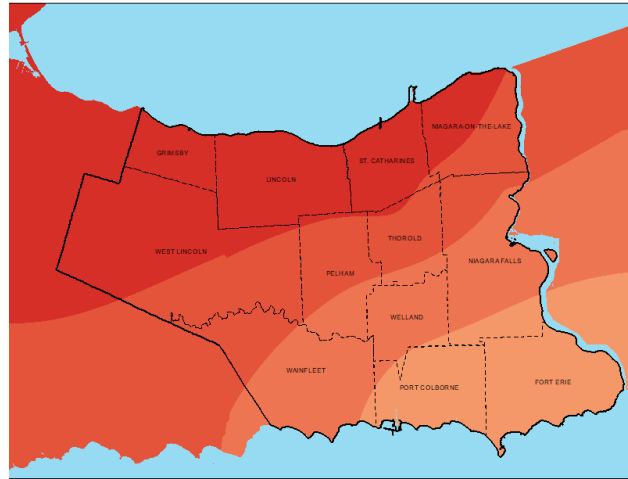 NIAGARA-ON-THE-LAKE
GRIMSBY
ST. CATHARINES
LINCOLN
THOROLD
WEST LINCOLN
NIAGARA FALLS
PELHAM
WELLAND
WAINFLEET
PORT COLBORNE
FORT ERIE